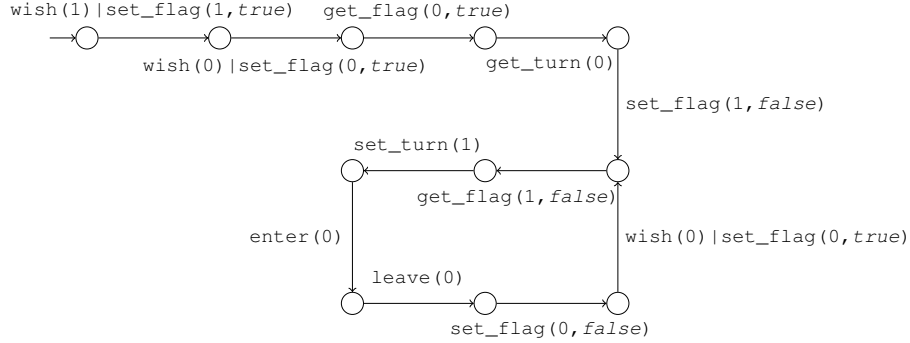 wish(1)|set_flag(1,true)
get_flag(0,true)
wish(0)|set_flag(0,true)
get_turn(0)
set_flag(1,false)
set_turn(1)
get_flag(1,false)
enter(0)
wish(0)|set_flag(0,true)
leave(0)
set_flag(0,false)